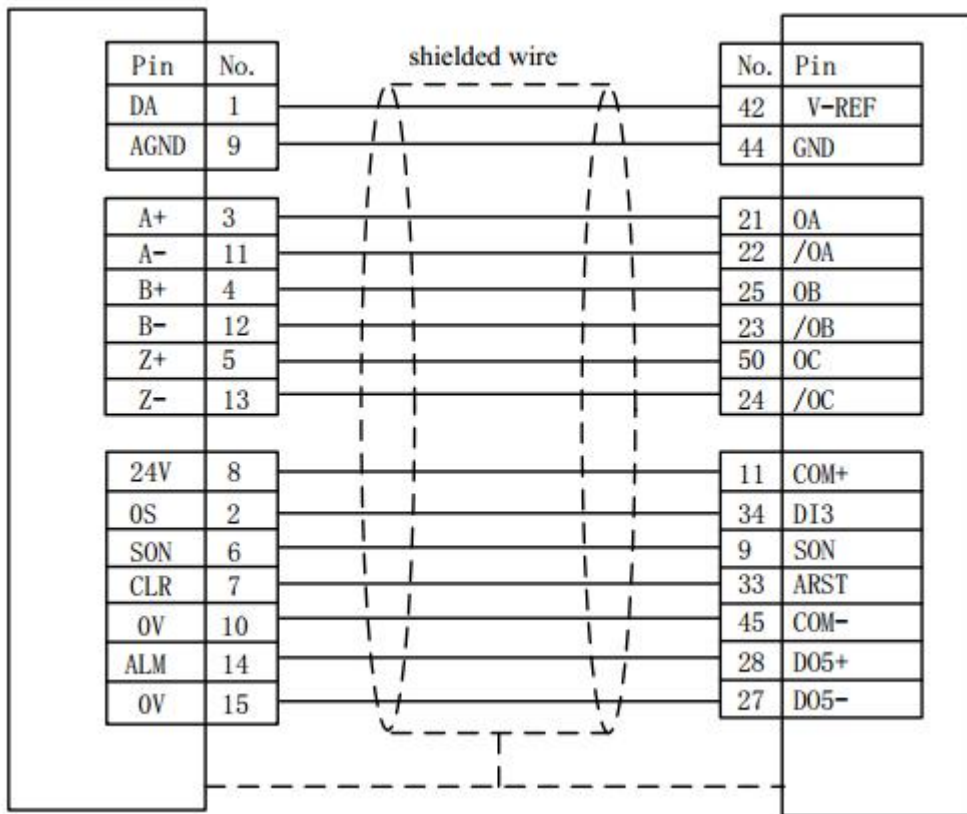 shielded wire
Pin No. No. Pin
DA 1 42 V-REF
AGND 9 44 GND
A+ 3 21 OA
A- 11 22 /OA
B+ 4 25 OB
B- 12 23 /OB
Z+ 5 50 OC
Z- 13 24 /OC
24V 8 11 COM+
OS 2 34 DI3
SON 6 9 SON
CLR 7 33 ARST
0V 10 45 COM-
ALM 14 28 DO5+
0V 15 27 DO5-